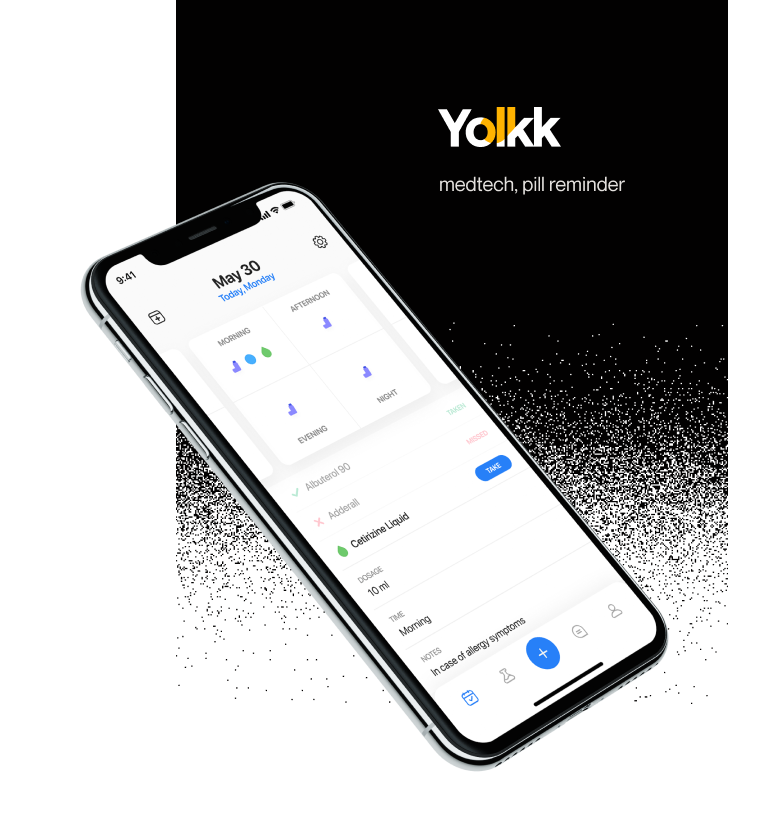 Yolkk
medtech, pill reminder
9:41
May 30
Today, Monday
MORNING
AFTERNOON
EVENING
NIGHT
Albuterol 90
TAKEN
Adderall
MISSED
Cetirizine Liquid
TAKE
DOSAGE
10 ml
TIME
Morning
NOTES
In case of allergy symptoms